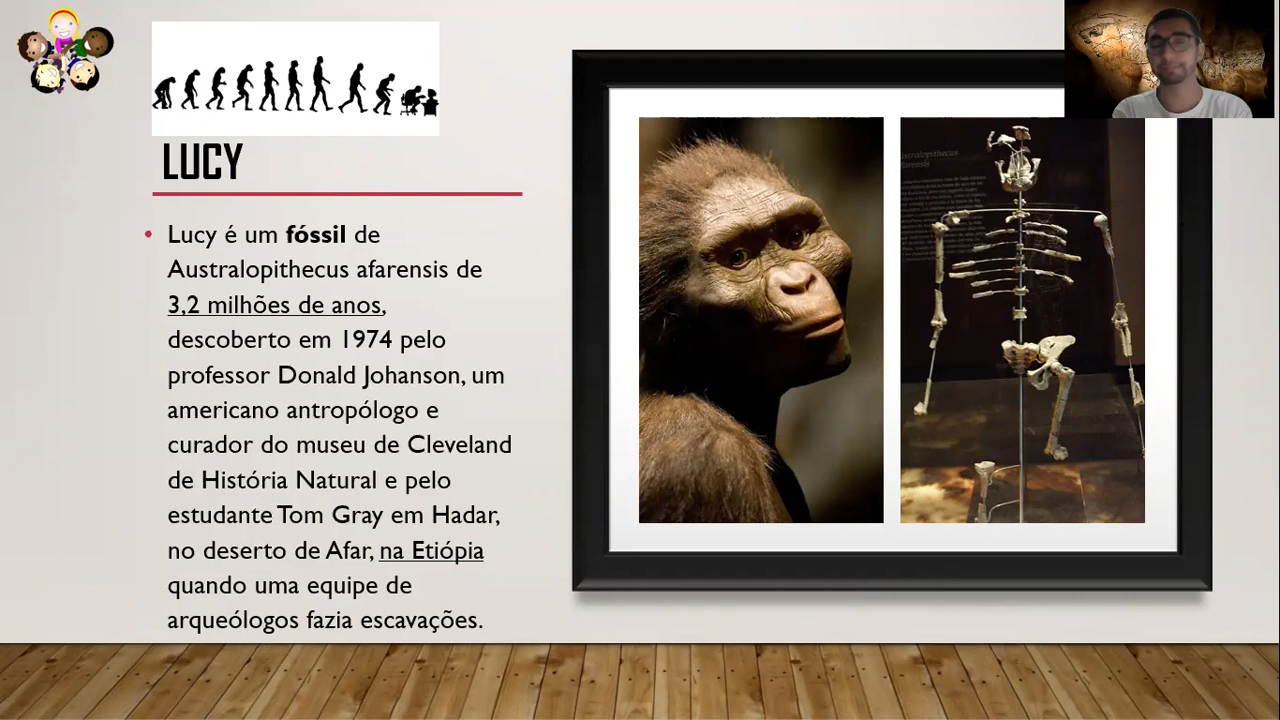 LUCY
• Lucy é um fóssil de
Australopithecus afarensis de
3,2 milhões de anos,
descoberto em 1974 pelo
professor Donald Johanson, um
americano antropólogo e
curador do museu de Cleveland
de História Natural e pelo
estudante Tom Gray em Hadar,
no deserto de Afar, na Etiópia
quando uma equipe de
arqueólogos fazia escavações.